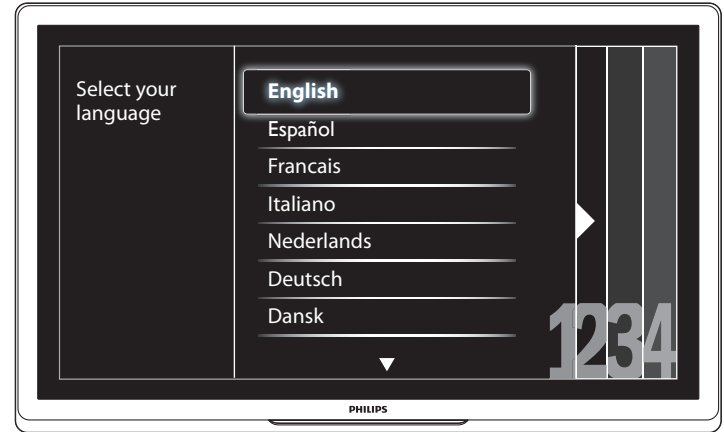 Select your
language
English
Español
Francais
Italiano
Nederlands
Deutsch
Dansk
1234
PHILIPS